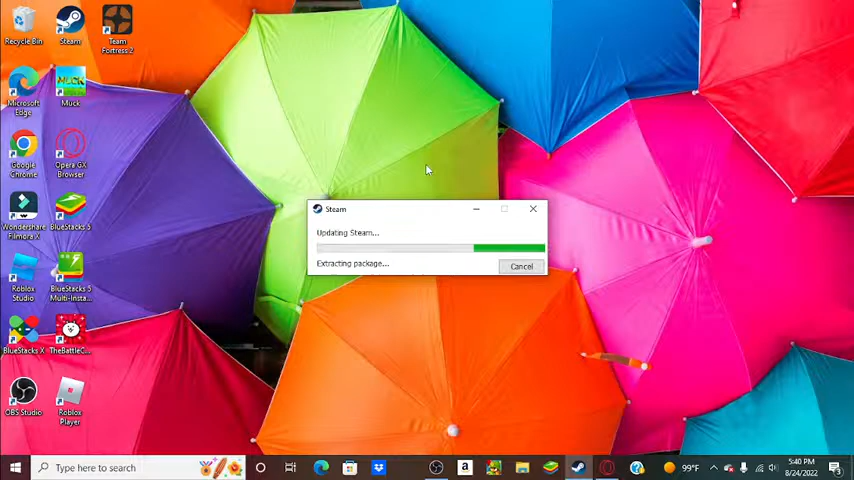 Recycle Bin
Steam
Team
Fortress 2
Microsoft
Edge
MUCK
Muck
Google
Chrome
Opera GX
Browser
Wondershare
Filmora X
BlueStacks 5
Roblox
Studio
BlueStacks 5
Multi-Insta...
BlueStacks X
TheBattleC...
OBS Studio
Roblox
Player
Steam
Updating Steam...
Extracting package...
Cancel
Type here to search
a
99°F
5:40 PM
8/24/2022
3